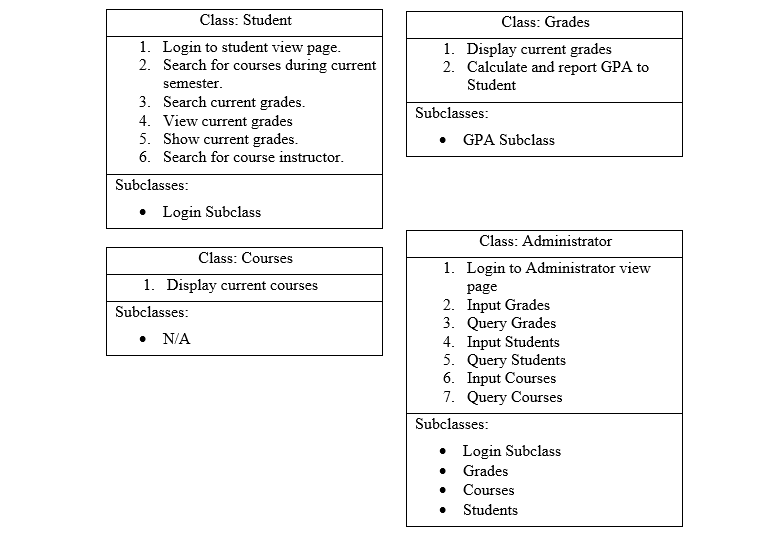 Class: Student
1. Login to student view page.
2. Search for courses during current
semester.
3. Search current grades.
4. View current grades
5. Show current grades.
6. Search for course instructor.
Subclasses:
• Login Subclass
Class: Grades
1. Display current grades
2. Calculate and report GPA to
Student
Subclasses:
• GPA Subclass
Class: Courses
1. Display current courses
Subclasses:
• N/A
Class: Administrator
1. Login to Administrator view
page
2. Input Grades
3. Query Grades
4. Input Students
5. Query Students
6. Input Courses
7. Query Courses
Subclasses:
• Login Subclass
• Grades
• Courses
• Students